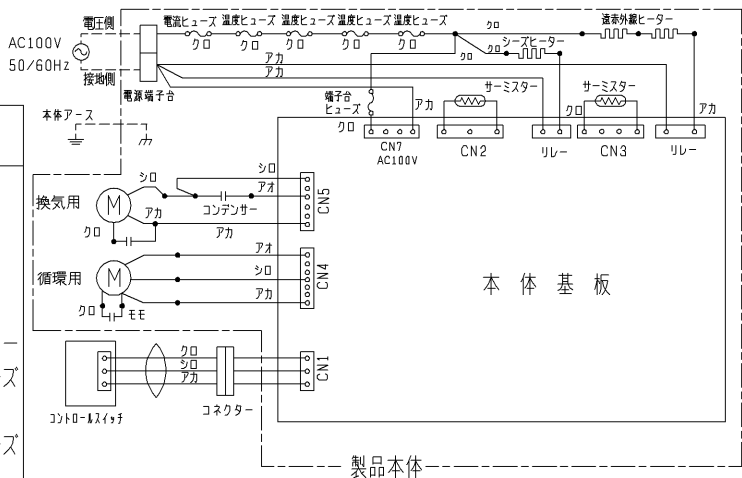 電圧側
AC100V
50/60Hz
接地側
電源端子台
本体アース
電流ヒューズ 温度ヒューズ 温度ヒューズ 温度ヒューズ 温度ヒューズ
クロ クロ クロ クロ クロ
クロ
遠赤外線ヒーター
クロ
クロ シーズヒーター
アカ
アカ
端子台
ヒューズ
クロ
アカ
サーミスター
サーミスター
クロ
アカ
CN7
AC100V
CN2
リレー
CN3
リレー
換気用
M
シロ
アカ
クロ
コンデンサー
シロ
アオ
アカ
CN5
循環用
M
クロ
モモ
アオ
シロ
アカ
CN4
本体基板
クロ
シロ
アカ
CN1
コントロールスイッチ
コネクター
製品本体
ー
ズ
ズ